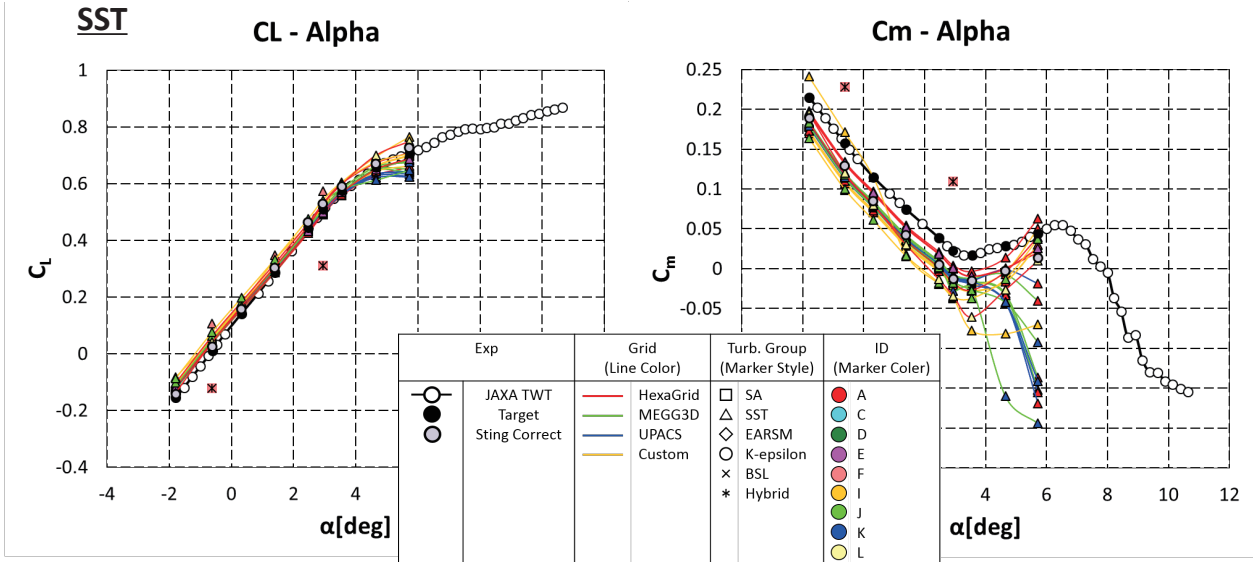 SST
CL - Alpha
Cm - Alpha
1
0.8
0.6
0.4
0.2
0
-0.2
-0.4
CL
-4
-2
0
2
4
α[deg]
0.25
0.2
0.15
0.1
0.05
0
-0.05
Cm
4
6
8
10
12
α[deg]
Exp
Grid
(Line Color)
Turb. Group
(Marker Style)
ID
(Marker Coler)
JAXA TWT
Target
Sting Correct
HexaGrid
MEGG3D
UPACS
Custom
SA
SST
EARSM
K-epsilon
BSL
Hybrid
A
C
D
E
F
I
J
K
L